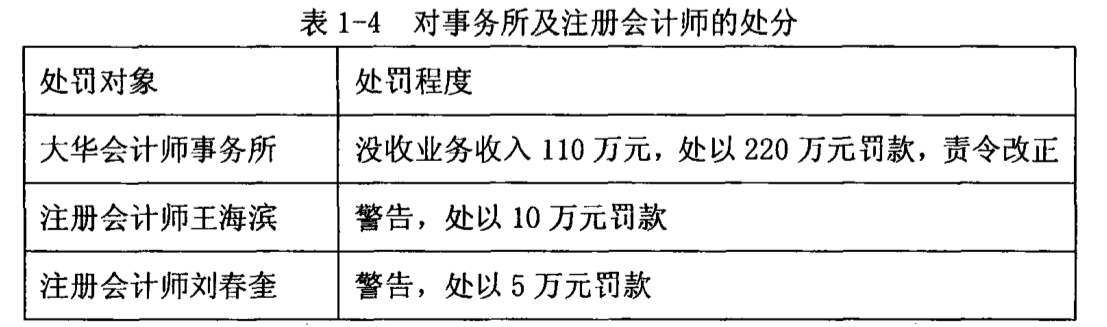 表 1-4 对事务所及注册会计师的处分
处罚对象 处罚程度
大华会计师事务所 没收业务收入 110 万元，处以 220 万元罚款，责令改正
注册会计师王海滨 警告，处以 10 万元罚款
注册会计师刘春奎 警告，处以 5 万元罚款